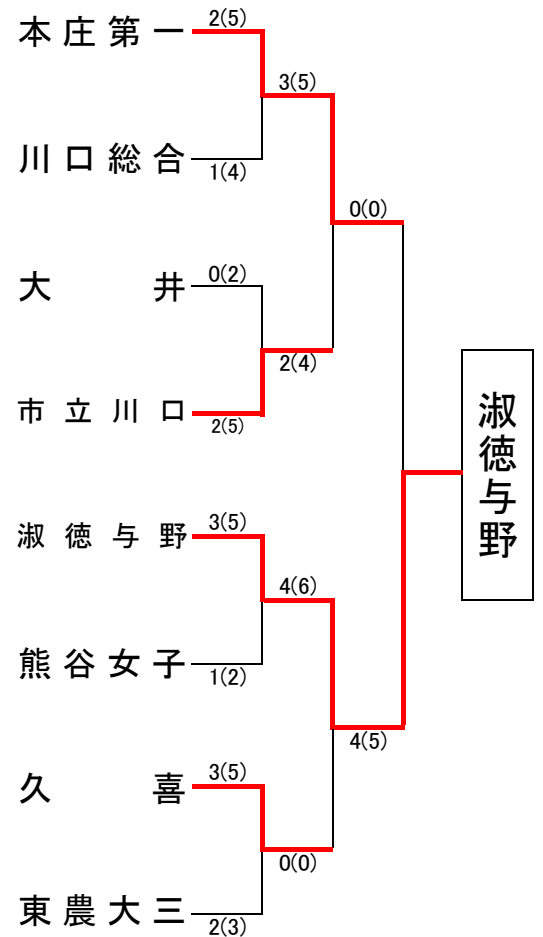 2(5)
本庄第一
3(5)
川口総合
1(4)
0(0)
0(2)
大井
2(4)
市立川口
2(5)
淑徳与野
淑徳与野
3(5)
4(6)
熊谷女子
1(2)
4(5)
3(5)
久喜
0(0)
東農大三
2(3)